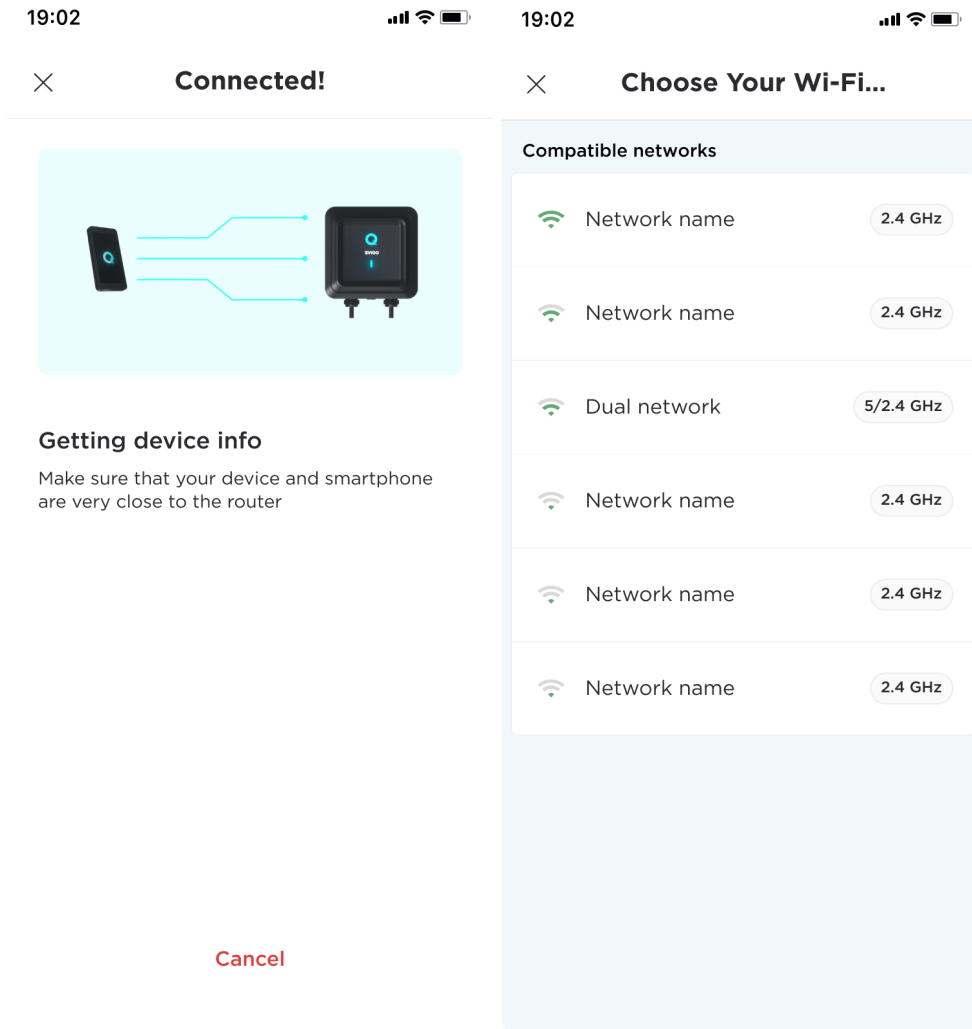 19:02
Connected!
EVIQO
Getting device info
Make sure that your device and smartphone
are very close to the router
Cancel
19:02
Choose Your Wi-Fi...
Compatible networks
Network name 2.4 GHz
Network name 2.4 GHz
Dual network 5/2.4 GHz
Network name 2.4 GHz
Network name 2.4 GHz
Network name 2.4 GHz